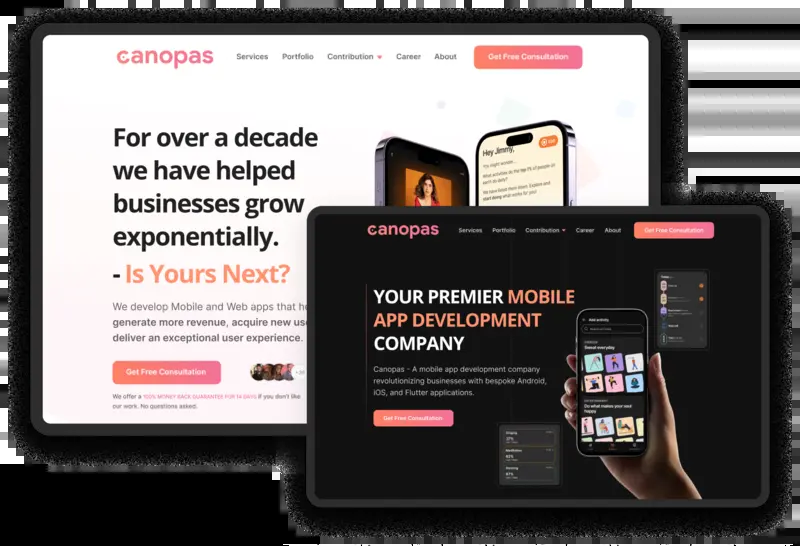 canopas
Services Portfolio Contribution Career About Get Free Consultation
For over a decade
we have helped
businesses grow
exponentially.
- Is Yours Next?
We develop Mobile and Web apps that
generate more revenue, acquire new
deliver an exceptional user experience.
Get Free Consultation
We offer a 100% MONEY BACK GUARANTEE FOR 14 DAYS if you don't like
our work. No questions asked.
Hey Jimmy,
canopas
Services Portfolio Contribution Career About Get Free Consultation
YOUR PREMIER MOBILE
APP DEVELOPMENT
COMPANY
Canopas - A mobile app development company
revolutionizing businesses with bespoke Android,
iOS, and Flutter applications.
Get Free Consultation
Add activity
Sweat everyday
Do what makes your soul
happy